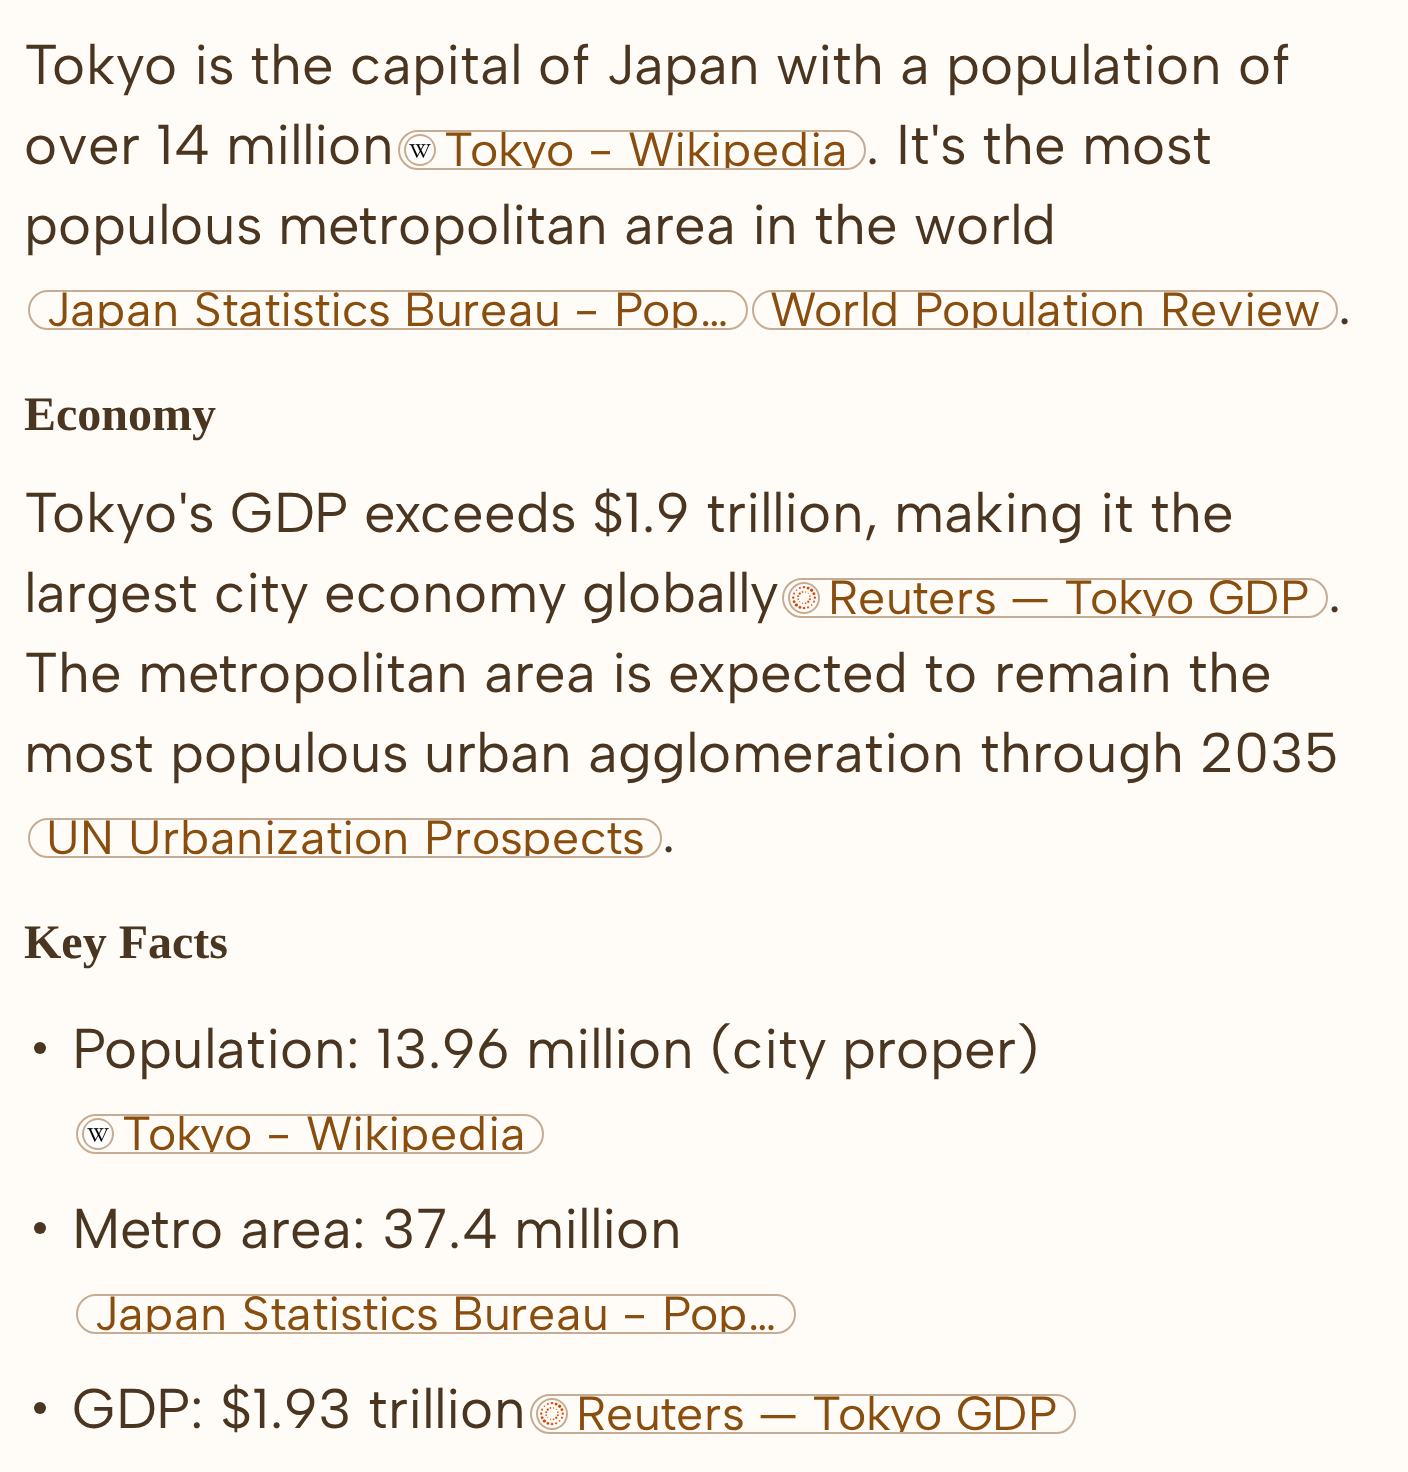 Tokyo is the capital of Japan with a population of
over 14 million W Tokyo – Wikipedia. It's the most
populous metropolitan area in the world
Japan Statistics Bureau – Pop... World Population Review.
Economy
Tokyo's GDP exceeds $1.9 trillion, making it the
largest city economy globally Reuters — Tokyo GDP.
The metropolitan area is expected to remain the
most populous urban agglomeration through 2035
UN Urbanization Prospects.
Key Facts
• Population: 13.96 million (city proper)
W Tokyo – Wikipedia
• Metro area: 37.4 million
Japan Statistics Bureau – Pop...
• GDP: $1.93 trillion Reuters — Tokyo GDP